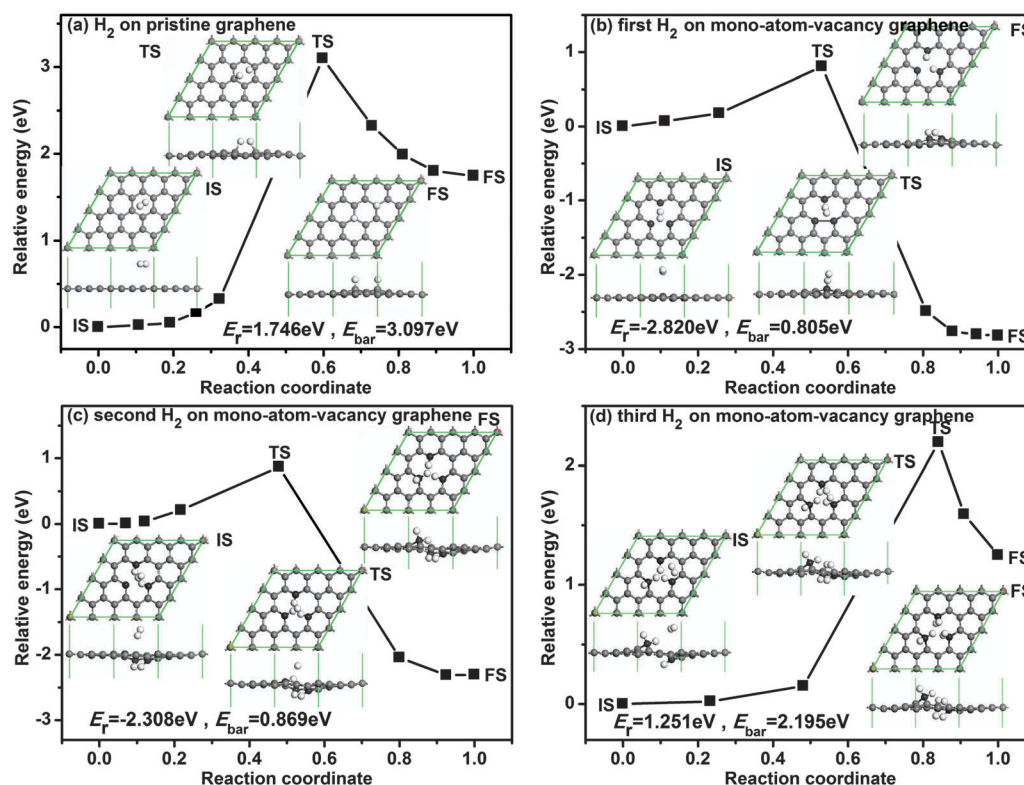 (a) H2 on pristine graphene
TS
TS
IS
FS
IS
FS
Er=1.746eV , Ebar=3.097eV
Relative energy (eV)
3
2
1
0
0.0 0.2 0.4 0.6 0.8 1.0
Reaction coordinate
(b) first H2 on mono-atom-vacancy graphene
FS
TS
IS
IS
TS
FS
Er=-2.820eV , Ebar=0.805eV
Relative energy (eV)
1
0
-1
-2
-3
0.0 0.2 0.4 0.6 0.8 1.0
Reaction coordinate
(c) second H2 on mono-atom-vacancy graphene
FS
TS
IS
IS
TS
FS
Er=-2.308eV , Ebar=0.869eV
Relative energy (eV)
1
0
-1
-2
-3
0.0 0.2 0.4 0.6 0.8 1.0
Reaction coordinate
(d) third H2 on mono-atom-vacancy graphene
TS
TS
IS
FS
IS
Er=1.251eV , Ebar=2.195eV
Relative energy (eV)
2
1
0
0.0 0.2 0.4 0.6 0.8 1.0
Reaction coordinate